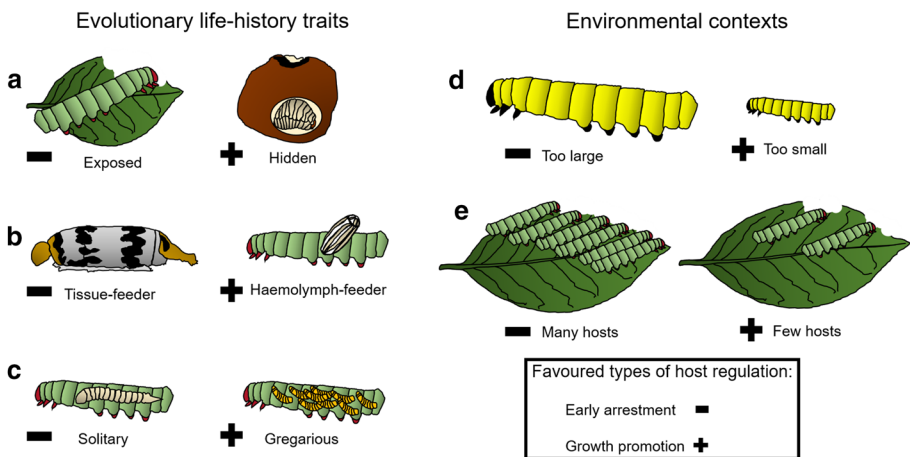 Evolutionary life-history traits
Environmental contexts
a
Exposed
Hidden
b
Tissue-feeder
Haemolymph-feeder
c
Solitary
Gregarious
d
Too large
Too small
e
Many hosts
Few hosts
Favoured types of host regulation:
Early arrestment -
Growth promotion +